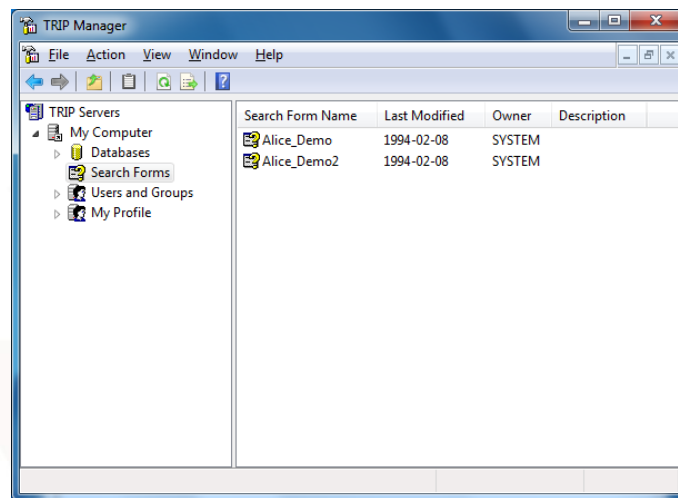 TRIP Manager
File Action View Window Help
TRIP Servers
My Computer
Databases
Search Forms
Users and Groups
My Profile
Search Form Name Last Modified Owner Description
Alice_Demo 1994-02-08 SYSTEM
Alice_Demo2 1994-02-08 SYSTEM